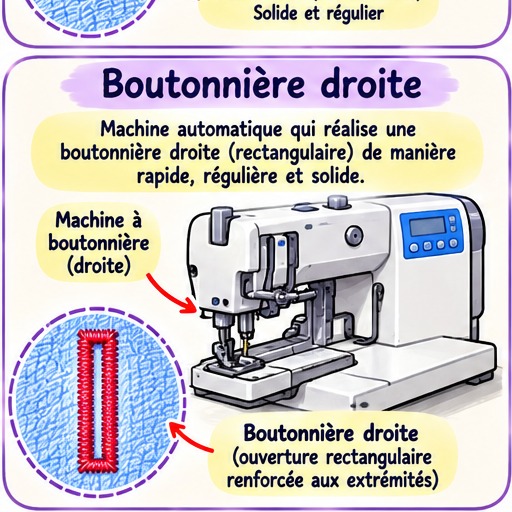 Solide et régulier
Boutonnière droite
Machine automatique qui réalise une
boutonnière droite (rectangulaire) de manière
rapide, régulière et solide.
Machine à
boutonnière
(droite)
Boutonnière droite
(ouverture rectangulaire
renforcée aux extrémités)